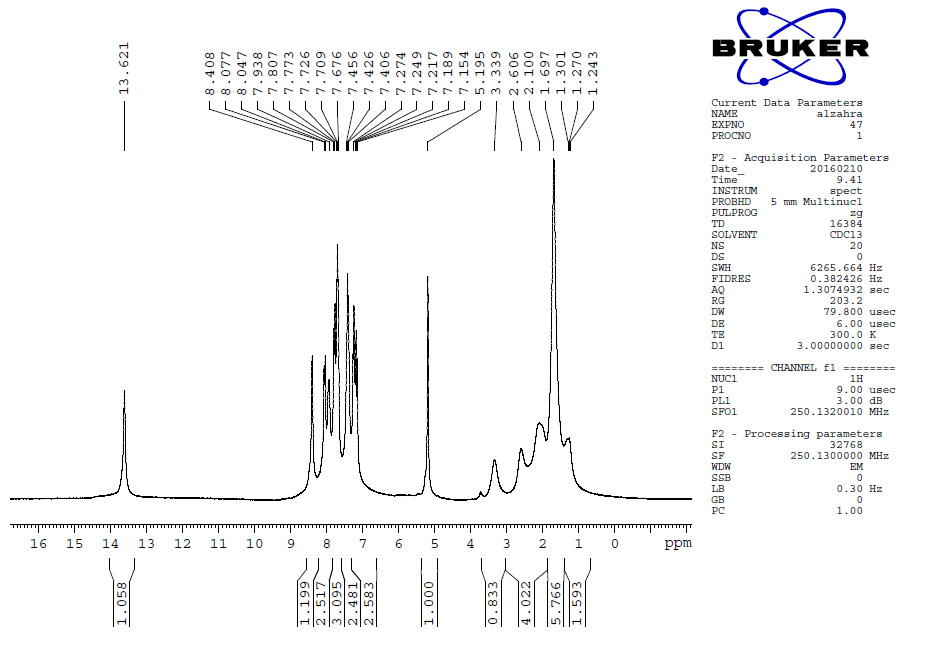 13.621
8.408
8.077
8.047
7.938
7.807
7.773
7.726
7.709
7.676
7.456
7.426
7.406
7.274
7.249
7.217
7.189
7.154
5.195
3.339
2.606
2.100
1.697
1.301
1.270
1.243
BRUKER
Current Data Parameters
NAME alzahra
EXPNO 47
PROCNO 1
F2 - Acquisition Parameters
Date_ 20160210
Time 9.41
INSTRUM spect
PROBHD 5 mm Multinucl
PULPROG zg
TD 16384
SOLVENT CDCl3
NS 20
DS 0
SWH 6265.664 Hz
FIDRES 0.382426 Hz
AQ 1.3074932 sec
RG 203.2
DW 79.800 usec
DE 6.00 usec
TE 300.0 K
D1 3.00000000 sec
======== CHANNEL f1 ========
NUC1 1H
P1 9.00 usec
PL1 3.00 dB
SFO1 250.1320010 MHz
F2 - Processing parameters
SI 32768
SF 250.1300000 MHz
WDW EM
SSB 0
LB 0.30 Hz
GB 0
PC 1.00
16 15 14 13 12 11 10 9 8 7 6 5 4 3 2 1 0 ppm
1.058
1.199
2.517
3.095
2.481
2.583
1.000
0.833
4.022
5.766
1.593